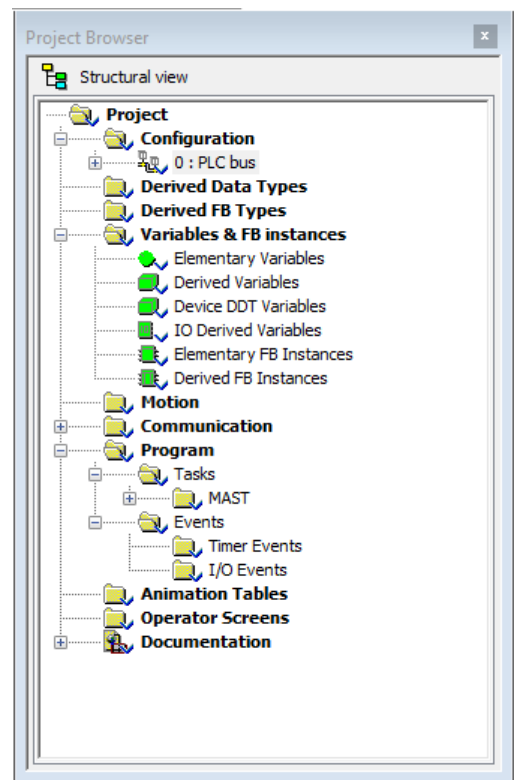 Project Browser
x
Structural view
Project
Configuration
0 : PLC bus
Derived Data Types
Derived FB Types
Variables & FB instances
Elementary Variables
Derived Variables
Device DDT Variables
IO Derived Variables
Elementary FB Instances
Derived FB Instances
Motion
Communication
Program
Tasks
MAST
Events
Timer Events
I/O Events
Animation Tables
Operator Screens
Documentation